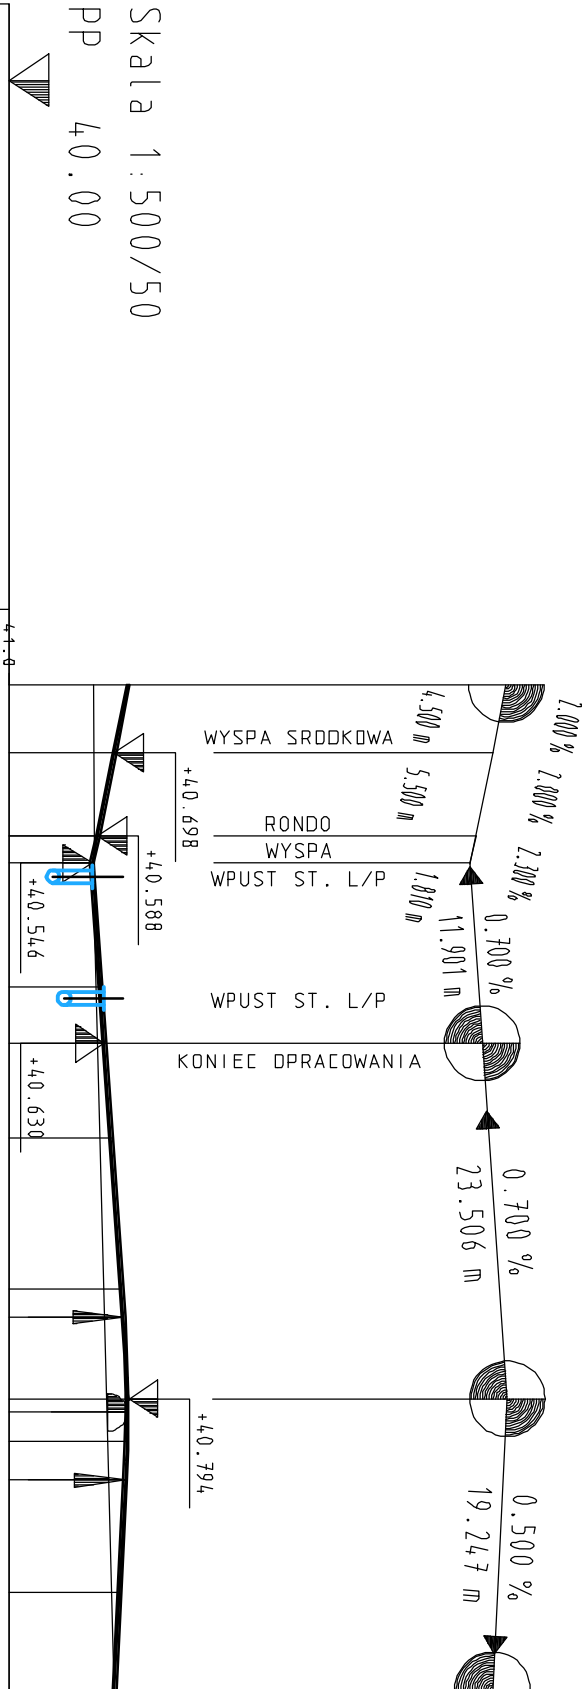 Skala 1:500/50
PP 40.00
41.0
WYSPA SRODKOWA
RONDO
WYSPA
WPUST ST. L/P
WPUST ST. L/P
KONIEC OPRACOWANIA
+40.698
+40.588
+40.546
+40.630
+40.794
2.000 %
4.500 m
2.000 %
5.500 m
2.300 %
1.810 m
0.700 %
11.901 m
0.700 %
23.506 m
0.500 %
19.247 m